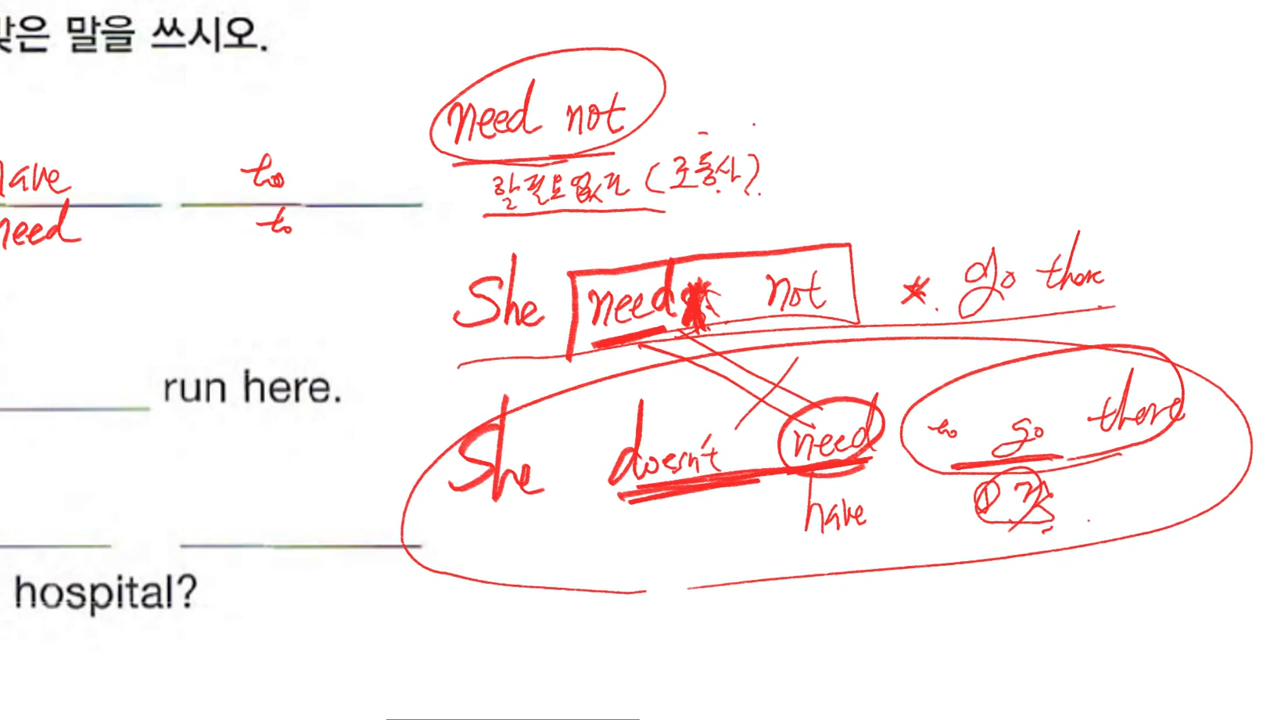 맞은 말을 쓰시오.
need not
have to
할 필요 없다 (조동사).
need to
She need not go there
run here.
She doesn't need to go there
have
hospital?